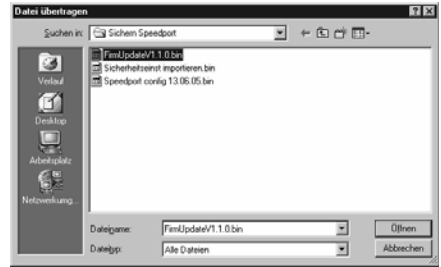 Datei übertragen
Suchen in: Sichern Speedport
FirmUpdateV1.1.0.bin
Sicherheitseinst importieren.bin
Speedport config 13.06.05.bin
Verlauf
Desktop
Arbeitsplatz
Netzwerkumg...
Dateiname: FirmUpdateV1.1.0.bin
Öffnen
Dateityp: Alle Dateien
Abbrechen